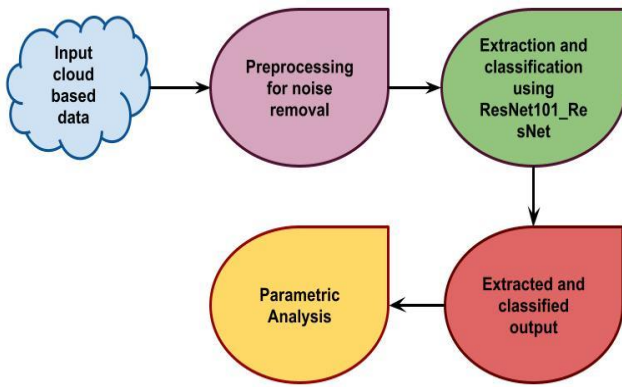 Input
cloud
based
data
Preprocessing
for noise
removal
Extraction and
classification
using
ResNet101_Re
sNet
Extracted and
classified
output
Parametric
Analysis